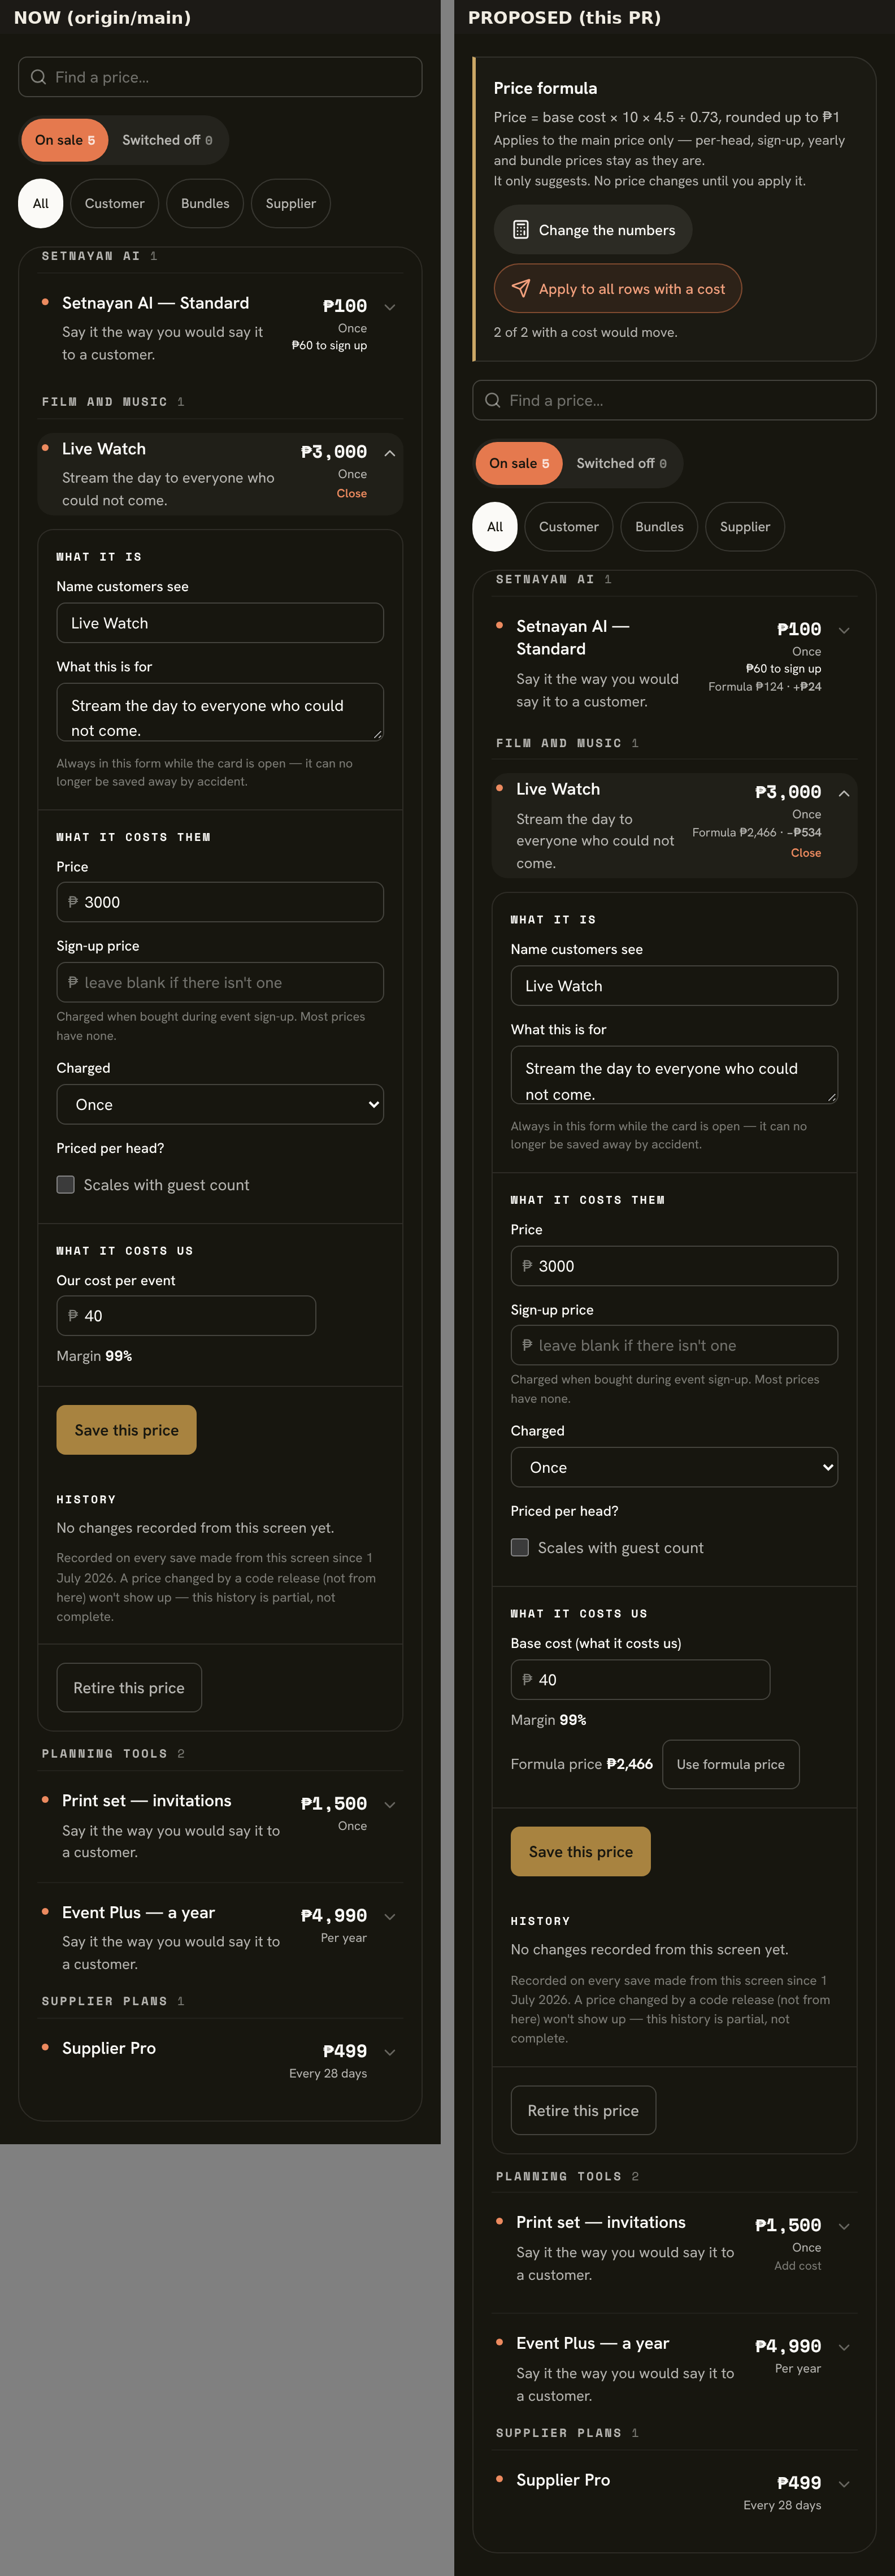 NOW (origin/main)
Find a price...
On sale 5
Switched off 0
All
Customer
Bundles
Supplier
SETNAYAN AI 1
Setnayan AI — Standard
₱100
Say it the way you would say it
to a customer.
Once
₱60 to sign up
FILM AND MUSIC 1
Live Watch
₱3,000
Stream the day to everyone who
could not come.
Once
Close
WHAT IT IS
Name customers see
Live Watch
What this is for
Stream the day to everyone who could
not come.
Always in this form while the card is open — it can no
longer be saved away by accident.
WHAT IT COSTS THEM
Price
₱ 3000
Sign-up price
₱ leave blank if there isn't one
Charged when bought during event sign-up. Most prices
have none.
Charged
Once
Priced per head?
Scales with guest count
WHAT IT COSTS US
Our cost per event
₱ 40
Margin 99%
Save this price
HISTORY
No changes recorded from this screen yet.
Recorded on every save made from this screen since 1
July 2026. A price changed by a code release (not from
here) won't show up — this history is partial, not
complete.
Retire this price
PLANNING TOOLS 2
Print set — invitations
₱1,500
Say it the way you would say it to
a customer.
Once
Event Plus — a year
₱4,990
Say it the way you would say it to
a customer.
Per year
SUPPLIER PLANS 1
Supplier Pro
₱499
Every 28 days
PROPOSED (this PR)
Price formula
Price = base cost × 10 × 4.5 ÷ 0.73, rounded up to ₱1
Applies to the main price only — per-head, sign-up, yearly
and bundle prices stay as they are.
It only suggests. No price changes until you apply it.
Change the numbers
Apply to all rows with a cost
2 of 2 with a cost would move.
Find a price...
On sale 5
Switched off 0
All
Customer
Bundles
Supplier
SETNAYAN AI 1
Setnayan AI —
Standard
₱100
Say it the way you would
say it to a customer.
Once
₱60 to sign up
Formula ₱124 · +₱24
FILM AND MUSIC 1
Live Watch
₱3,000
Stream the day to
everyone who could not
come.
Once
Formula ₱2,466 · −₱534
Close
WHAT IT IS
Name customers see
Live Watch
What this is for
Stream the day to everyone who could
not come.
Always in this form while the card is open — it can no
longer be saved away by accident.
WHAT IT COSTS THEM
Price
₱ 3000
Sign-up price
₱ leave blank if there isn't one
Charged when bought during event sign-up. Most prices
have none.
Charged
Once
Priced per head?
Scales with guest count
WHAT IT COSTS US
Base cost (what it costs us)
₱ 40
Margin 99%
Formula price ₱2,466
Use formula price
Save this price
HISTORY
No changes recorded from this screen yet.
Recorded on every save made from this screen since 1
July 2026. A price changed by a code release (not from
here) won't show up — this history is partial, not
complete.
Retire this price
PLANNING TOOLS 2
Print set — invitations
₱1,500
Say it the way you would say it to
a customer.
Once
Add cost
Event Plus — a year
₱4,990
Say it the way you would say it to
a customer.
Per year
SUPPLIER PLANS 1
Supplier Pro
₱499
Every 28 days